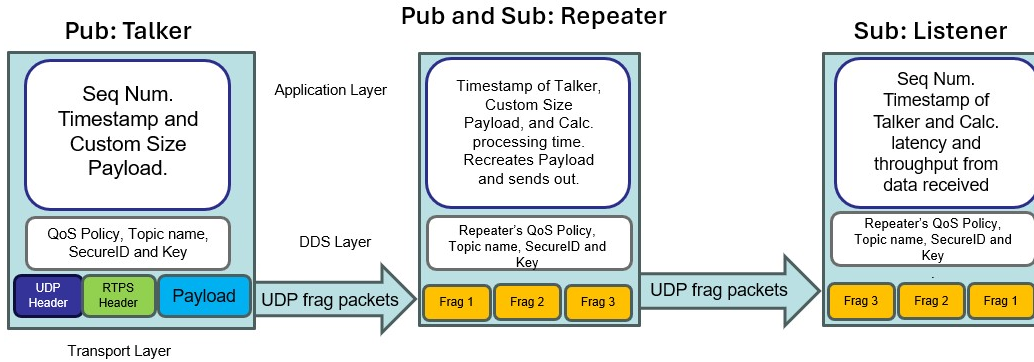 Pub: Talker
Seq Num.
Timestamp and
Custom Size
Payload.
QoS Policy, Topic name,
SecureID and Key
UDP
Header
RTPS
Header
Payload
Transport Layer
Application Layer
DDS Layer
UDP frag packets
Pub and Sub: Repeater
Timestamp of Talker,
Custom Size
Payload, and Calc.
processing time.
Recreates Payload
and sends out.
Repeater's QoS Policy,
Topic name, SecureID and
Key
Frag 1
Frag 2
Frag 3
UDP frag packets
Sub: Listener
Seq Num.
Timestamp of
Talker and Calc.
latency and
throughput from
data received
Repeater's QoS Policy,
Topic name, SecureID and
Key
.
Frag 3
Frag 2
Frag 1